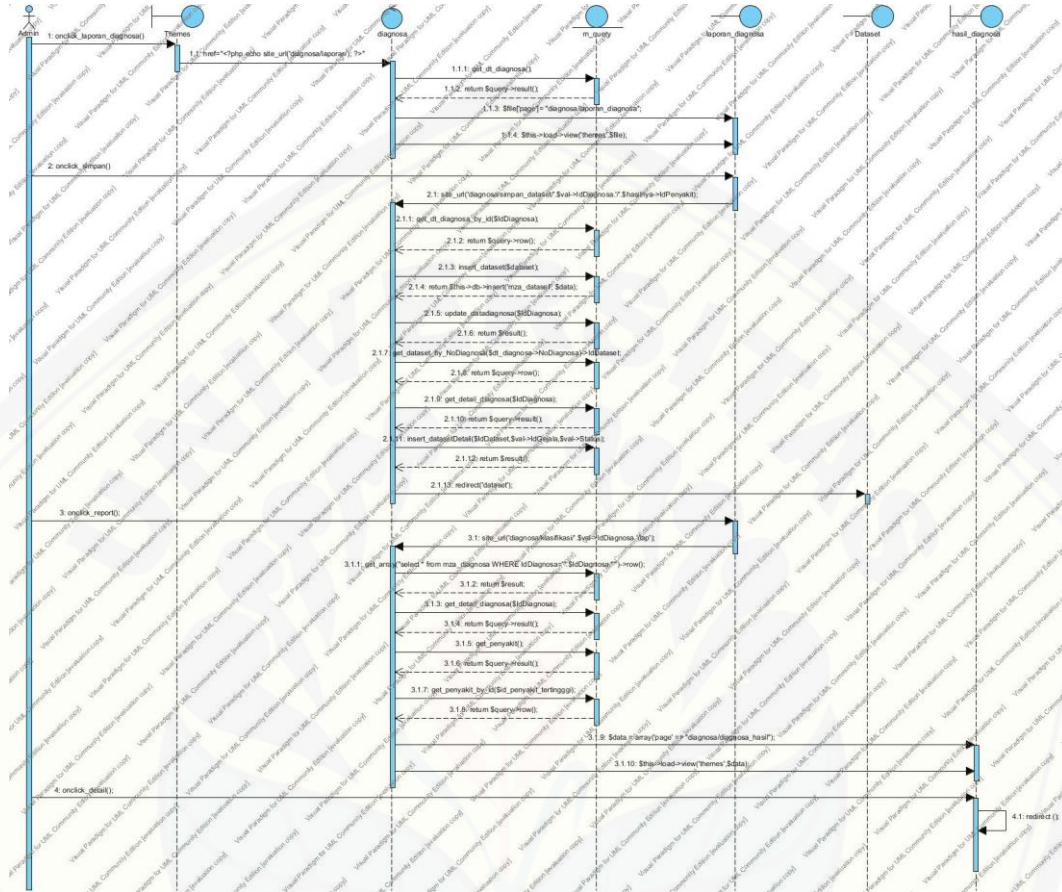 Admin
Themes
diagnosa
m_query
laporan_diagnosa
Dataset
hasil_diagnosa
1: onclick_laporan_diagnosa()
1.1: href="<?php echo site_url('diagnosa/laporan'); ?>"
1.1.1: get_dt_diagnosa();
1.1.2: return $query->result();
1.1.3: $file['page'] = "diagnosa/laporan_diagnosa";
1.1.4: $this->load->view('themes',$file);
2: onclick_simpan()
2.1: site_url("diagnosa/simpan_dataset/".$val->IdDiagnosa."/".$hasilnya->IdPenyakit);
2.1.1: get_dt_diagnosa_by_id($IdDiagnosa);
2.1.2: return $query->row();
2.1.3: insert_dataset($dataset);
2.1.4: return $this->db->insert('mza_dataset', $data);
2.1.5: update_datadiagnosa($IdDiagnosa);
2.1.6: return $result();
2.1.7: get_dataset_by_NoDiagnosa($dt_diagnosa->NoDiagnosa)->IdDataset;
2.1.8: return $query->row();
2.1.9: get_detail_diagnosa($IdDiagnosa);
2.1.10: return $query->result();
2.1.11: insert_datasetDetail($IdDataset,$val->IdGejala,$val->Status);
2.1.12: return $result();
2.1.13: redirect('dataset');
3: onclick_report();
3.1: site_url("diagnosa/klasifikasi/".$val->IdDiagnosa."/lap");
3.1.1: get_array("select * from mza_diagnosa WHERE IdDiagnosa='".$IdDiagnosa."'")->row();
3.1.2: return $result;
3.1.3: get_detail_diagnosa($IdDiagnosa);
3.1.4: return $query->result();
3.1.5: get_penyakit();
3.1.6: return $query->result();
3.1.7: get_penyakit_by_id($id_penyakit_tertingggi);
3.1.8: return $query->row();
3.1.9: $data = array('page' => "diagnosa/diagnosa_hasil");
3.1.10: $this->load->view('themes',$data);
4: onclick_detail();
4.1: redirect ();
Visual Paradigm for UML Community Edition [evaluation copy]